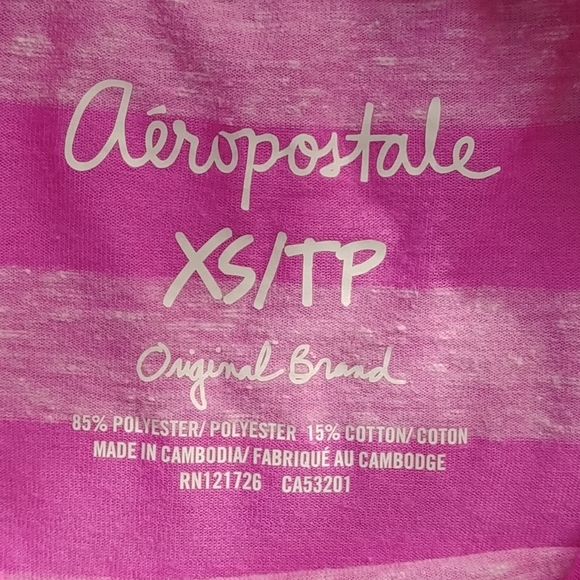 aéropostale
XS/TP
Original Brand
85% POLYESTER/ POLYESTER 15% COTTON/ COTON
MADE IN CAMBODIA/ FABRIQUÉ AU CAMBODGE
RN121726 CA53201